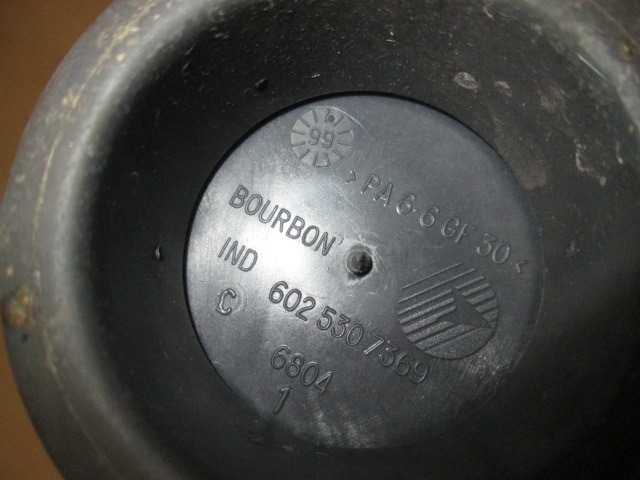 99
>PA 6·6 GF 30<
BOURBON
IND 602 530 7369
C
6804
1